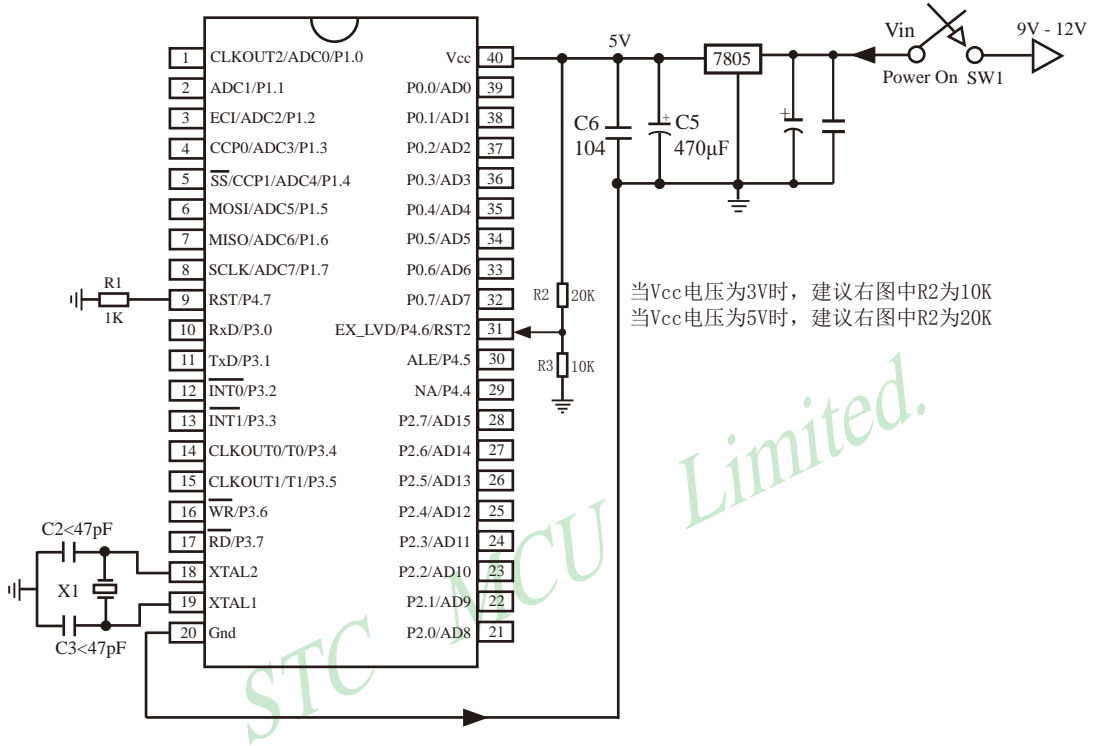 5V
7805
Vin
Power On SW1
9V - 12V
1 CLKOUT2/ADC0/P1.0 Vcc 40
2 ADC1/P1.1 P0.0/AD0 39
3 ECI/ADC2/P1.2 P0.1/AD1 38
4 CCP0/ADC3/P1.3 P0.2/AD2 37
5 SS/CCP1/ADC4/P1.4 P0.3/AD3 36
6 MOSI/ADC5/P1.5 P0.4/AD4 35
7 MISO/ADC6/P1.6 P0.5/AD5 34
8 SCLK/ADC7/P1.7 P0.6/AD6 33
9 RST/P4.7 P0.7/AD7 32
10 RxD/P3.0 EX_LVD/P4.6/RST2 31
11 TxD/P3.1 ALE/P4.5 30
12 INT0/P3.2 NA/P4.4 29
13 INT1/P3.3 P2.7/AD15 28
14 CLKOUT0/T0/P3.4 P2.6/AD14 27
15 CLKOUT1/T1/P3.5 P2.5/AD13 26
16 WR/P3.6 P2.4/AD12 25
17 RD/P3.7 P2.3/AD11 24
18 XTAL2 P2.2/AD10 23
19 XTAL1 P2.1/AD9 22
20 Gnd P2.0/AD8 21
C6
104
+
C5
470μF
+
R1
1K
R2 20K
R3 10K
当Vcc电压为3V时，建议右图中R2为10K
当Vcc电压为5V时，建议右图中R2为20K
C2<47pF
X1
C3<47pF
STC MCU Limited.